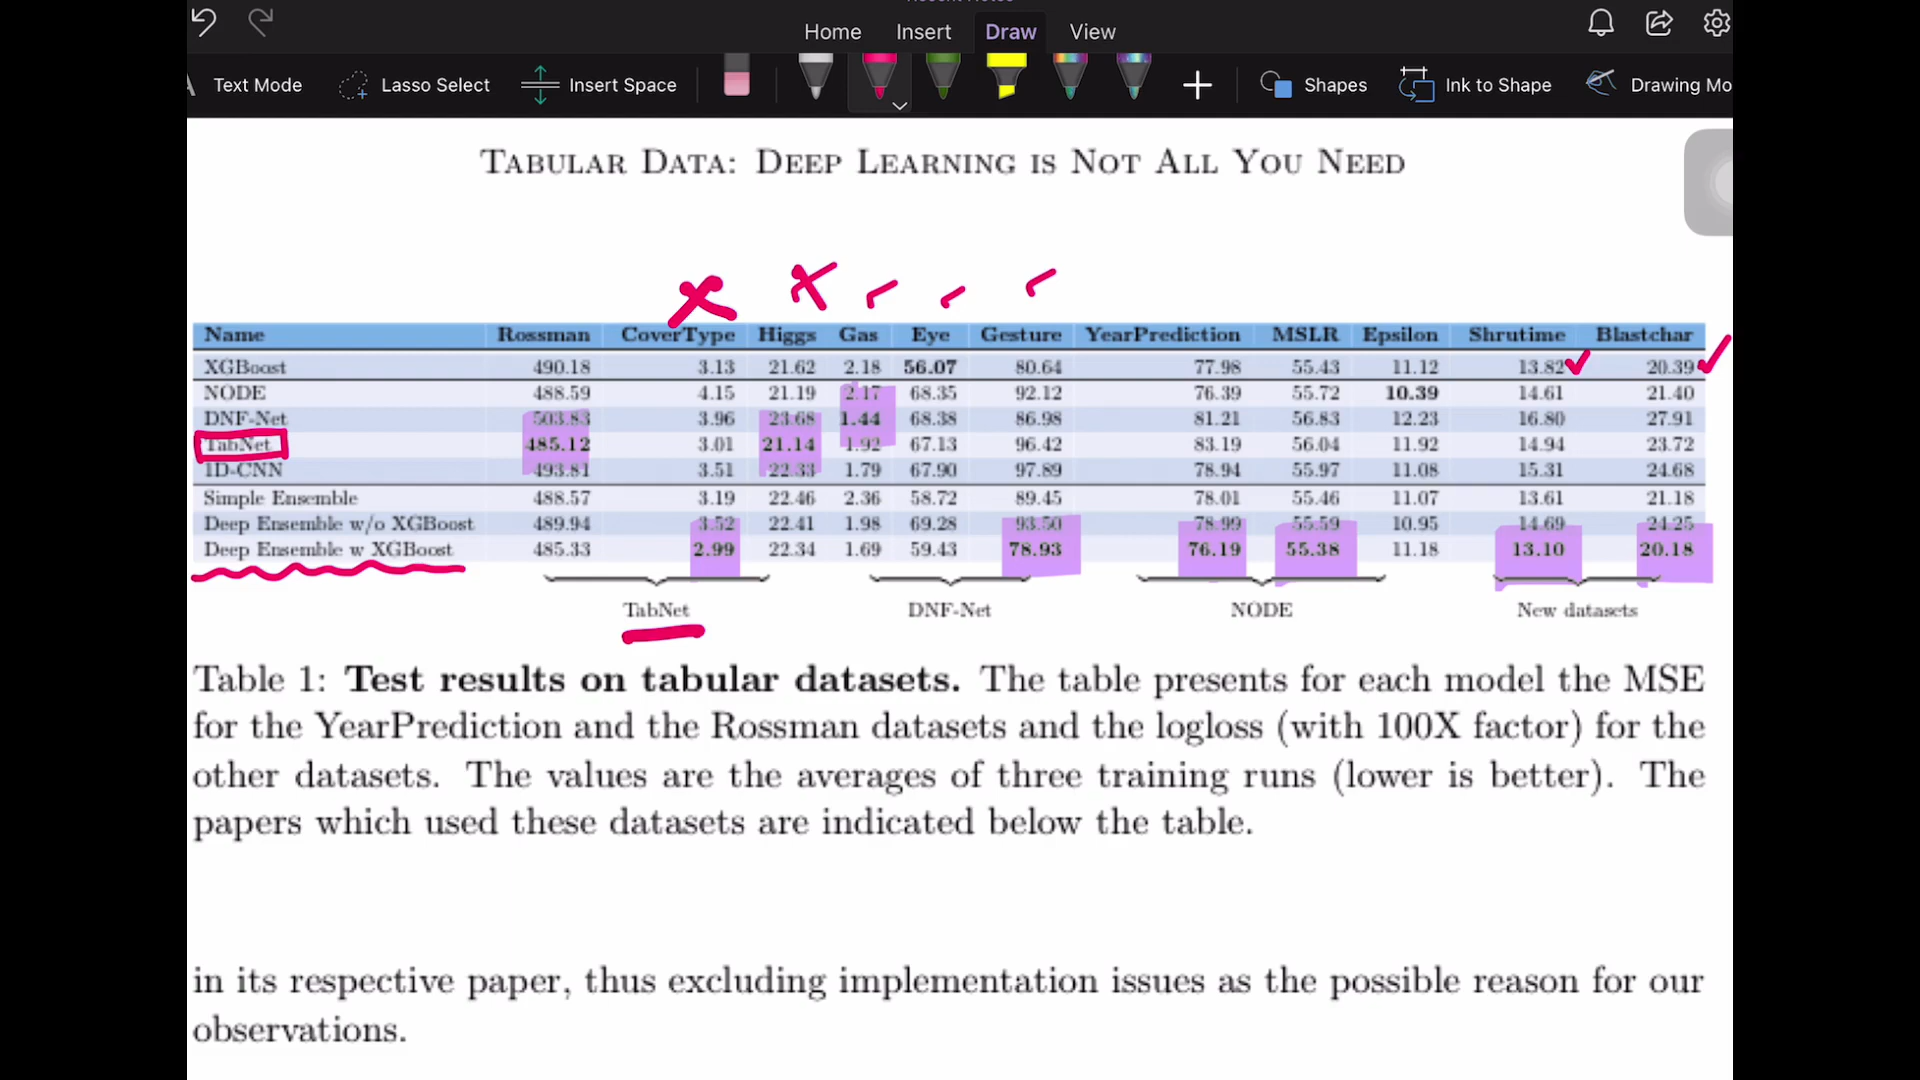 Home Insert Draw View
Text Mode Lasso Select Insert Space Shapes Ink to Shape Drawing Mo
Tabular Data: Deep Learning is Not All You Need
Name Rossman CoverType Higgs Gas Eye Gesture YearPrediction MSLR Epsilon Shrutime Blastchar
XGBoost 490.18 3.13 21.62 2.18 56.07 80.64 77.98 55.43 11.12 13.82 20.39
NODE 488.59 4.15 21.19 2.17 68.35 92.12 76.39 55.72 10.39 14.61 21.40
DNF-Net 503.83 3.96 23.68 1.44 68.38 86.98 81.21 56.83 12.23 16.80 27.91
TabNet 485.12 3.01 21.14 1.92 67.13 96.42 83.19 56.04 11.92 14.94 23.72
1D-CNN 493.81 3.51 22.33 1.79 67.90 97.89 78.94 55.97 11.08 15.31 24.68
Simple Ensemble 488.57 3.19 22.46 2.36 58.72 89.45 78.01 55.46 11.07 13.61 21.18
Deep Ensemble w/o XGBoost 489.94 3.52 22.41 1.98 69.28 93.50 78.99 55.59 10.95 14.69 24.25
Deep Ensemble w XGBoost 485.33 2.99 22.34 1.69 59.43 78.93 76.19 55.38 11.18 13.10 20.18
TabNet DNF-Net NODE New datasets
Table 1: Test results on tabular datasets. The table presents for each model the MSE
for the YearPrediction and the Rossman datasets and the logloss (with 100X factor) for the
other datasets. The values are the averages of three training runs (lower is better). The
papers which used these datasets are indicated below the table.
in its respective paper, thus excluding implementation issues as the possible reason for our
observations.